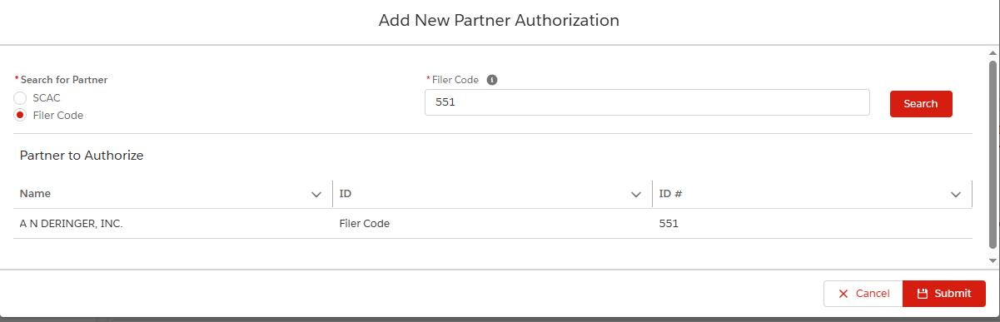 Add New Partner Authorization
* Search for Partner
SCAC
Filer Code
* Filer Code
551
Search
Partner to Authorize
Name ID ID #
A N DERINGER, INC. Filer Code 551
Cancel Submit